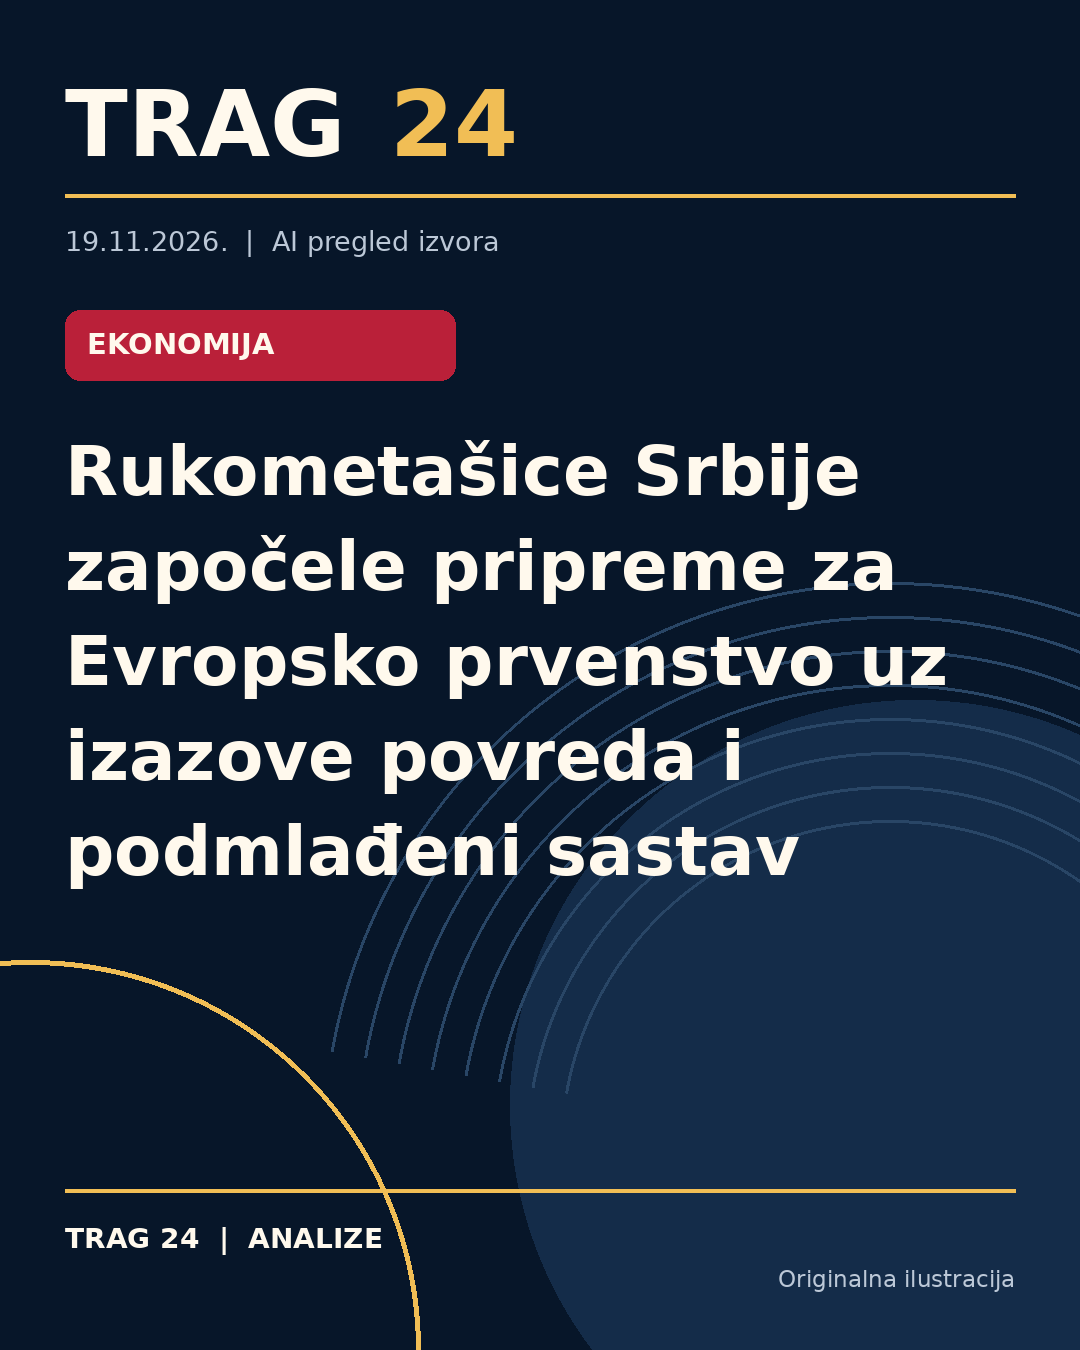 TRAG 24
19.11.2026. | AI pregled izvora
EKONOMIJA
Rukometašice Srbije
započele pripreme za
Evropsko prvenstvo uz
izazove povreda i
podmlađeni sastav
TRAG 24 | ANALIZE
Originalna ilustracija